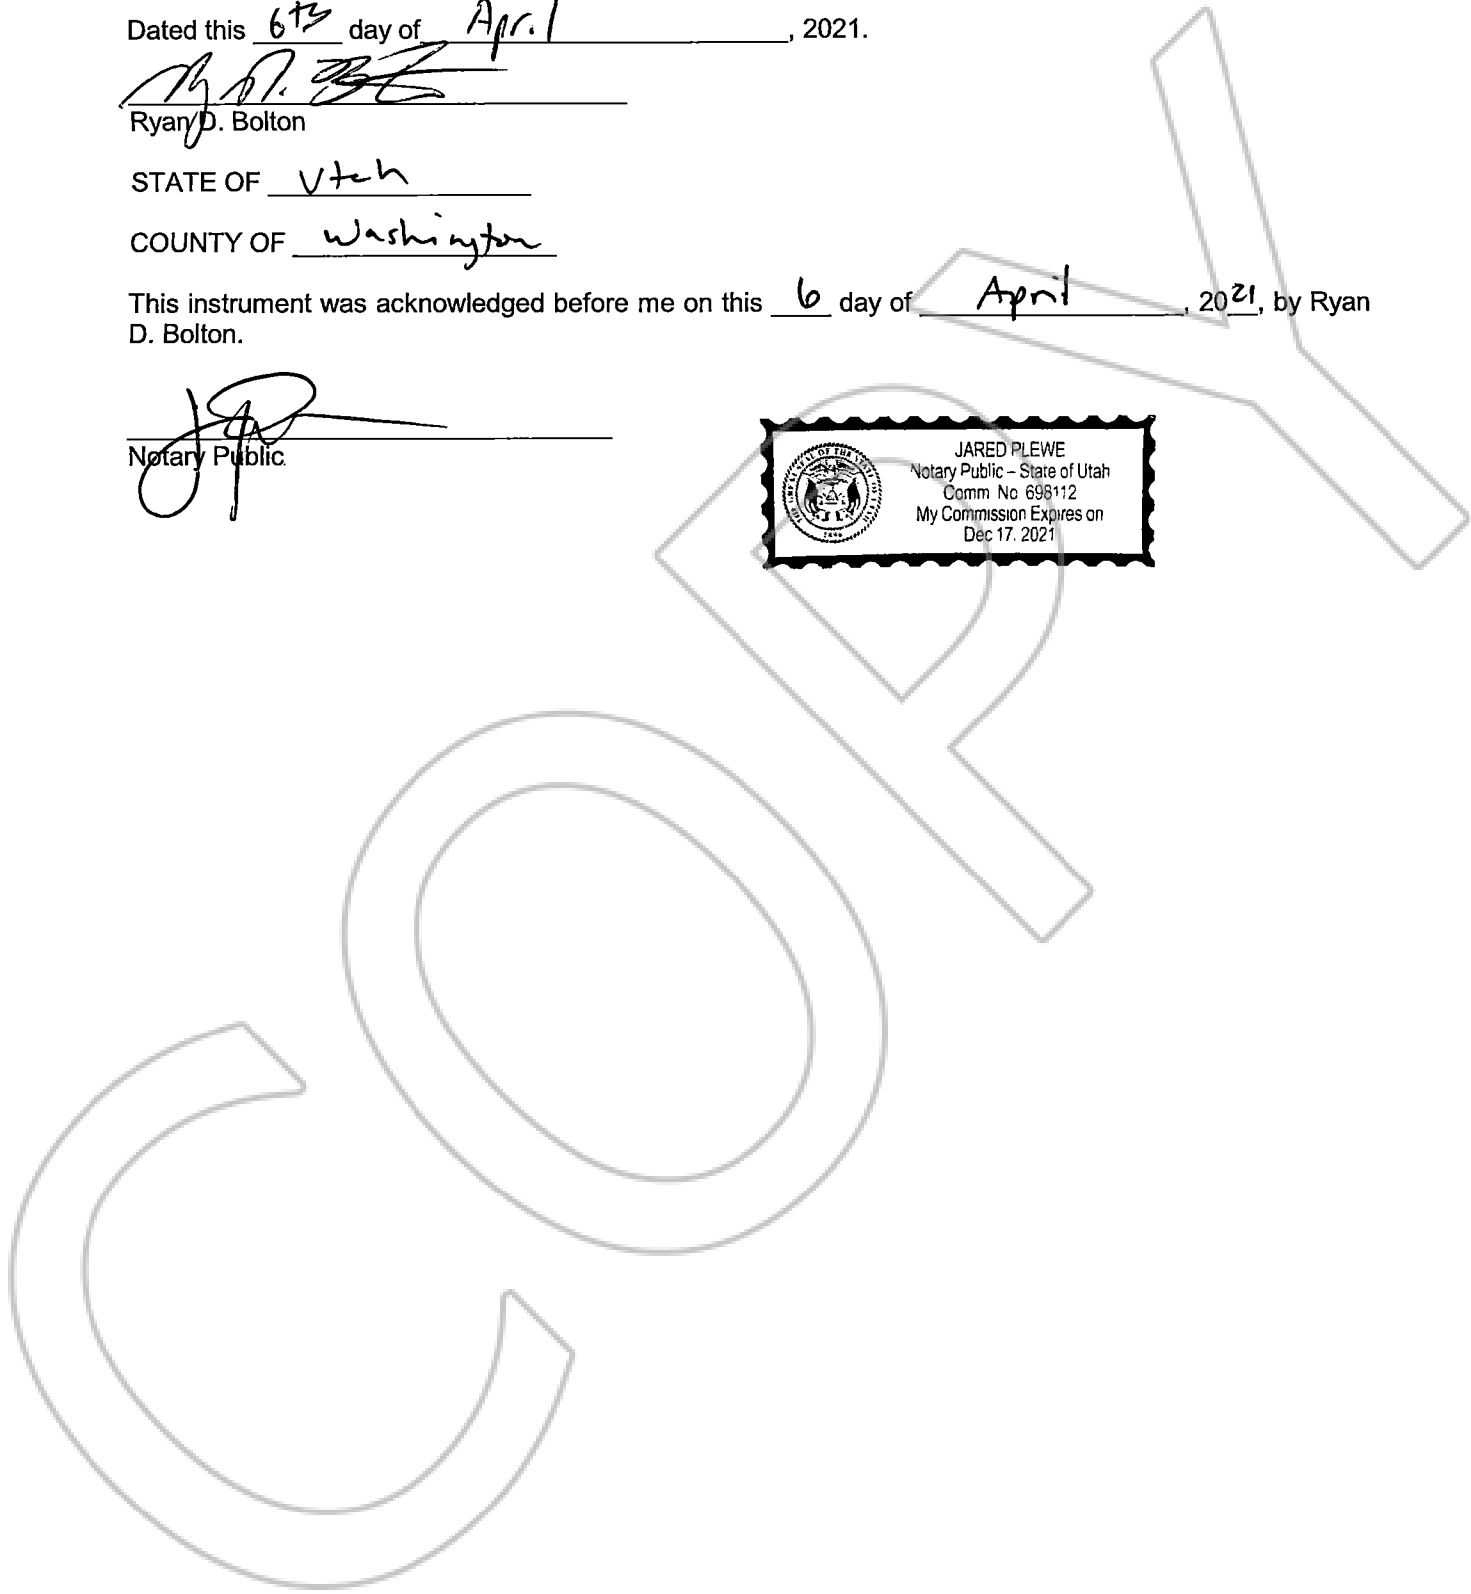 Dated this 6th day of April, 2021.
Ryan D. Bolton
STATE OF Utah
COUNTY OF Washington
This instrument was acknowledged before me on this 6 day of April, 2021, by Ryan
D. Bolton.
Notary Public
JARED PLEWE
Notary Public – State of Utah
Comm No 698112
My Commission Expires on
Dec 17. 2021
COPY